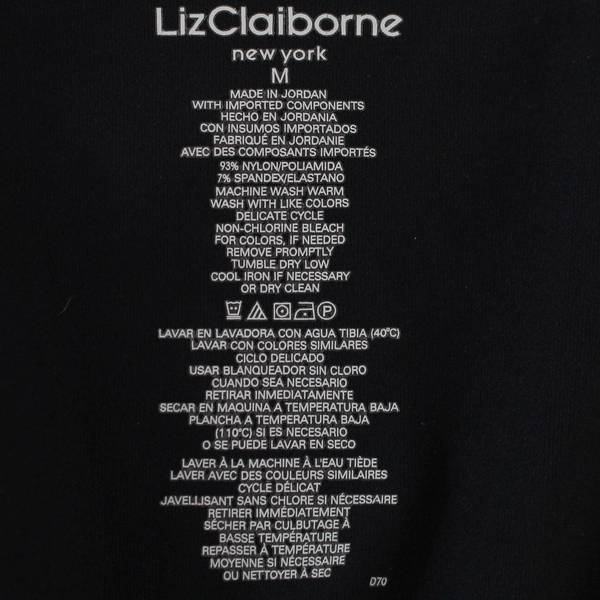 LizClaiborne
new york
M
MADE IN JORDAN
WITH IMPORTED COMPONENTS
HECHO EN JORDANIA
CON INSUMOS IMPORTADOS
FABRIQUÉ EN JORDANIE
AVEC DES COMPOSANTS IMPORTÉS
93% NYLON/POLIAMIDA
7% SPANDEX/ELASTANO
MACHINE WASH WARM
WASH WITH LIKE COLORS
DELICATE CYCLE
NON-CHLORINE BLEACH
FOR COLORS, IF NEEDED
REMOVE PROMPTLY
TUMBLE DRY LOW
COOL IRON IF NECESSARY
OR DRY CLEAN
P
LAVAR EN LAVADORA CON AGUA TIBIA (40°C)
LAVAR CON COLORES SIMILARES
CICLO DELICADO
USAR BLANQUEADOR SIN CLORO
CUANDO SEA NECESARIO
RETIRAR INMEDIATAMENTE
SECAR EN MAQUINA A TEMPERATURA BAJA
PLANCHA A TEMPERATURA BAJA
(110°C) SI ES NECESARIO
O SE PUEDE LAVAR EN SECO
LAVER À LA MACHINE À L'EAU TIÈDE
LAVER AVEC DES COULEURS SIMILAIRES
CYCLE DÉLICAT
JAVELLISANT SANS CHLORE SI NÉCESSAIRE
RETIRER IMMÉDIATEMENT
SÉCHER PAR CULBUTAGE À
BASSE TEMPÉRATURE
REPASSER À TEMPÉRATURE
MOYENNE SI NÉCESSAIRE
OU NETTOYER À SEC
D70